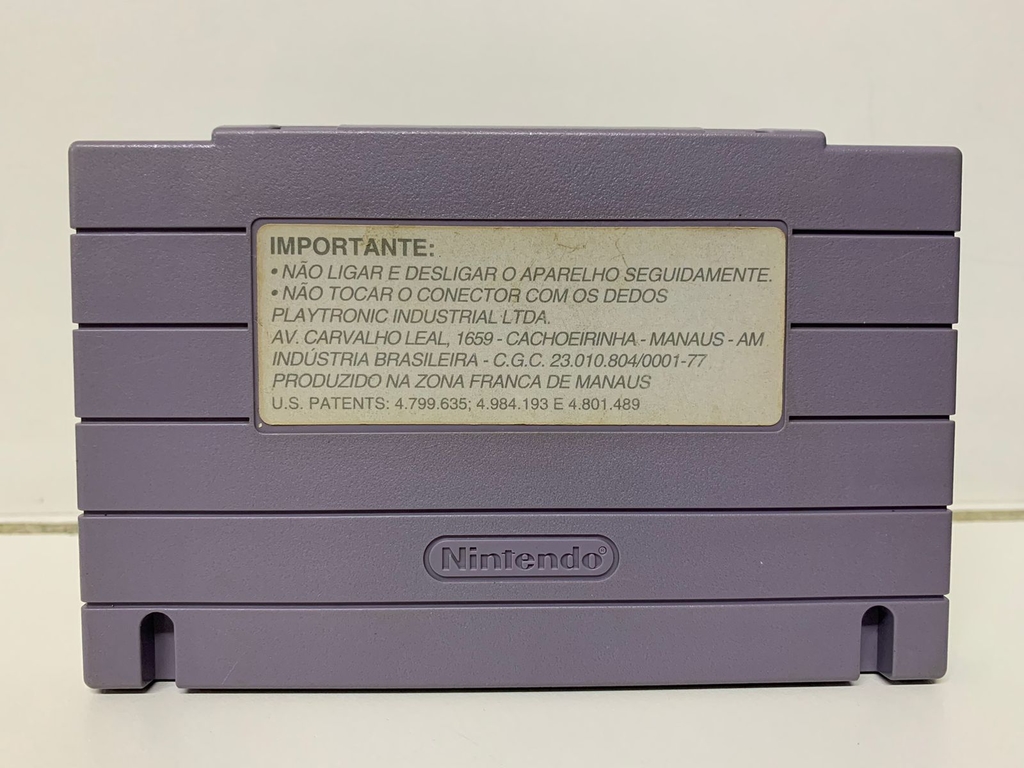 IMPORTANTE:
• NÃO LIGAR E DESLIGAR O APARELHO SEGUIDAMENTE.
• NÃO TOCAR O CONECTOR COM OS DEDOS
PLAYTRONIC INDUSTRIAL LTDA.
AV. CARVALHO LEAL, 1659 - CACHOEIRINHA - MANAUS - AM
INDÚSTRIA BRASILEIRA - C.G.C. 23.010.804/0001-77
PRODUZIDO NA ZONA FRANCA DE MANAUS
U.S. PATENTS: 4.799.635; 4.984.193 E 4.801.489
Nintendo®